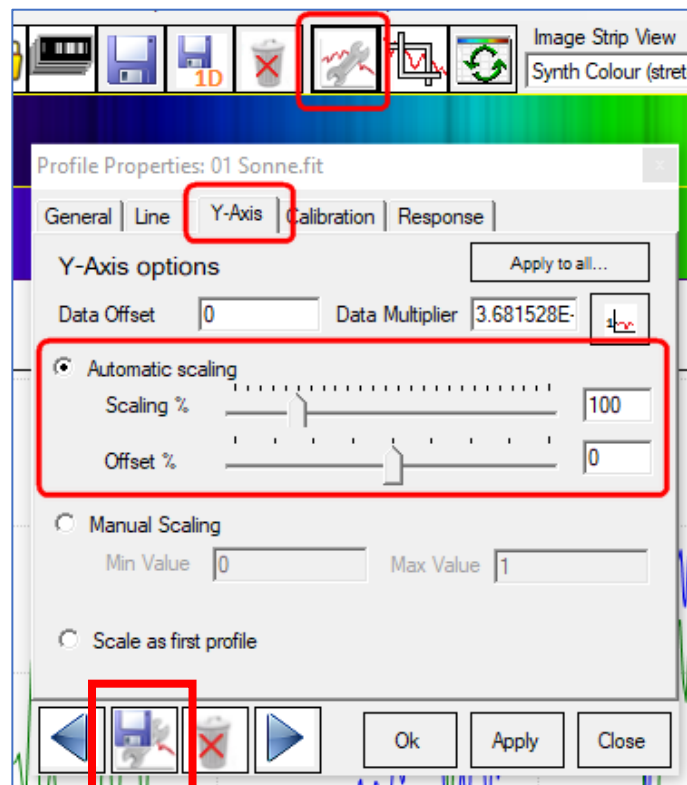 Image Strip View
1D
Synth Colour (stret
Profile Properties: 01 Sonne.fit
x
General Line Y-Axis Calibration Response
Y-Axis options
Apply to all...
Data Offset 0 Data Multiplier 3.681528E-
1
Automatic scaling
Scaling % 100
Offset % 0
Manual Scaling
Min Value 0 Max Value 1
Scale as first profile
Ok Apply Close